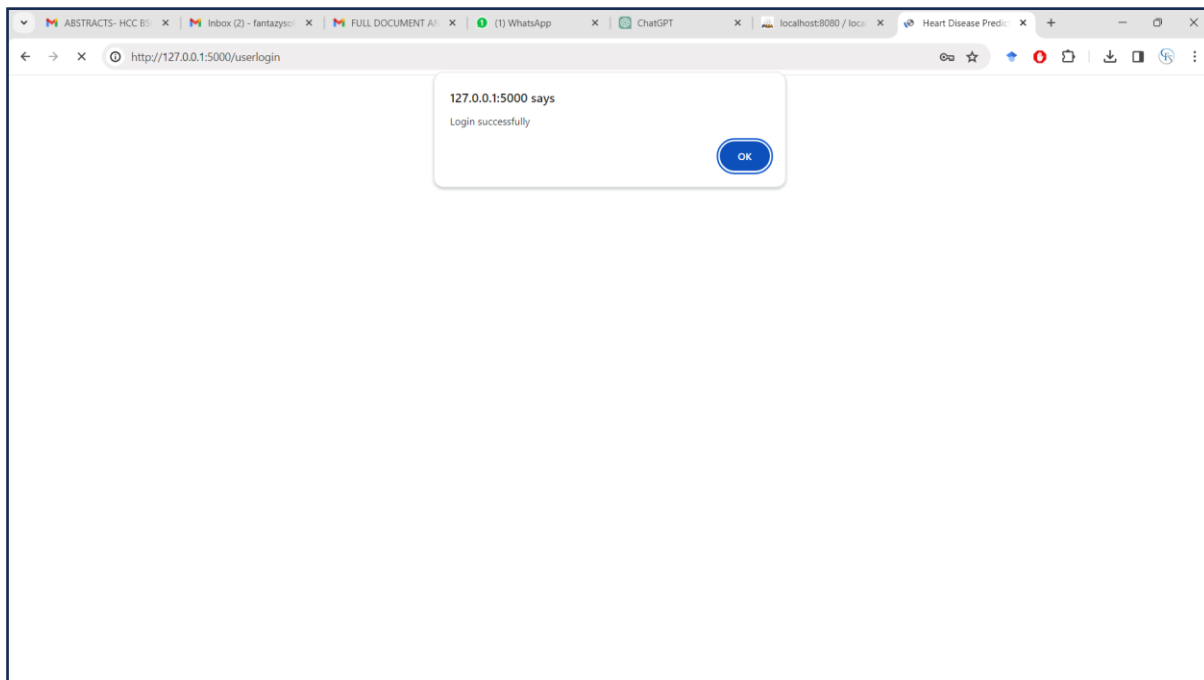 ABSTRACTS- HCC BS
Inbox (2) - fantazyso
FULL DOCUMENT AN
(1) WhatsApp
ChatGPT
localhost:8080 / loca
Heart Disease Predic
http://127.0.0.1:5000/userlogin
127.0.0.1:5000 says
Login successfully
OK